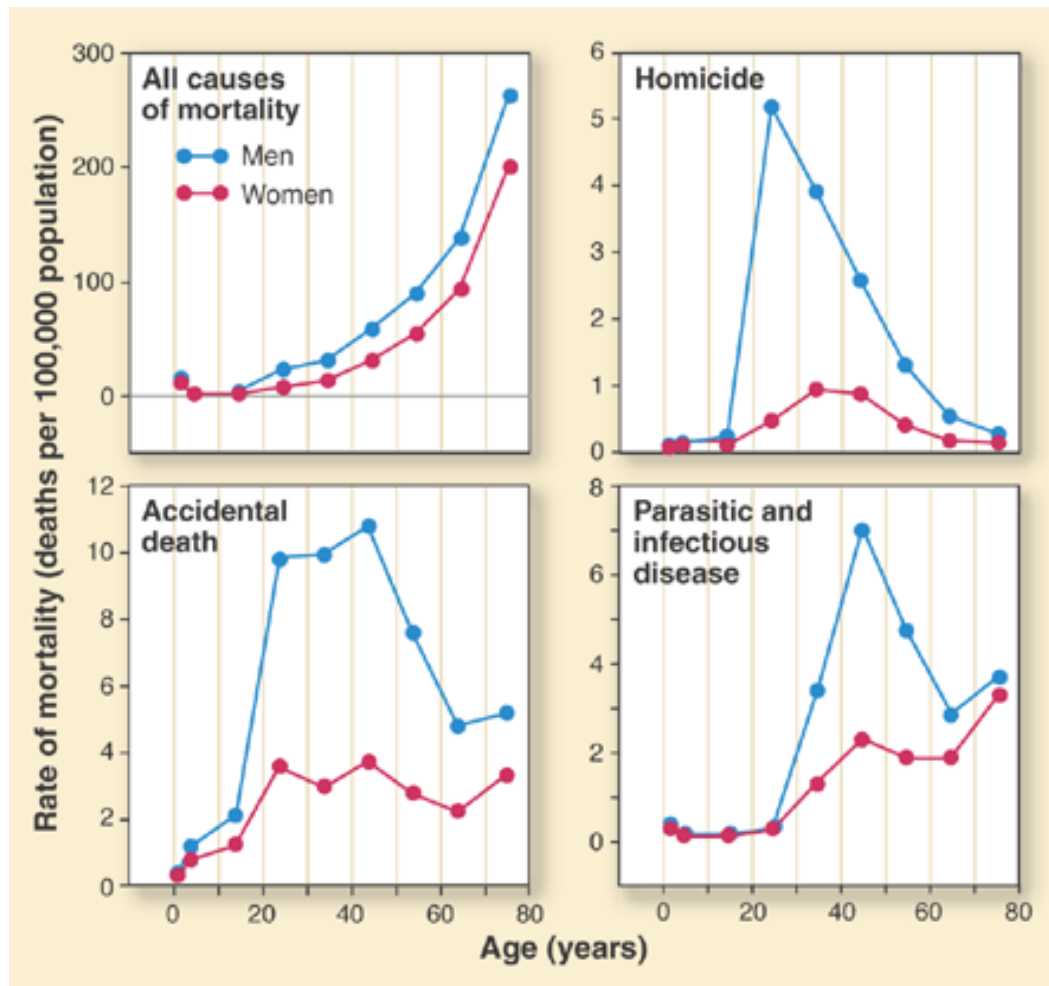 Rate of mortality (deaths per 100,000 population)
300
200
100
0
All causes
of mortality
Men
Women
6
5
4
3
2
1
0
Homicide
12
10
8
6
4
2
0
Accidental
death
0
20
40
60
80
8
6
4
2
0
Parasitic and
infectious
disease
0
20
40
60
80
Age (years)